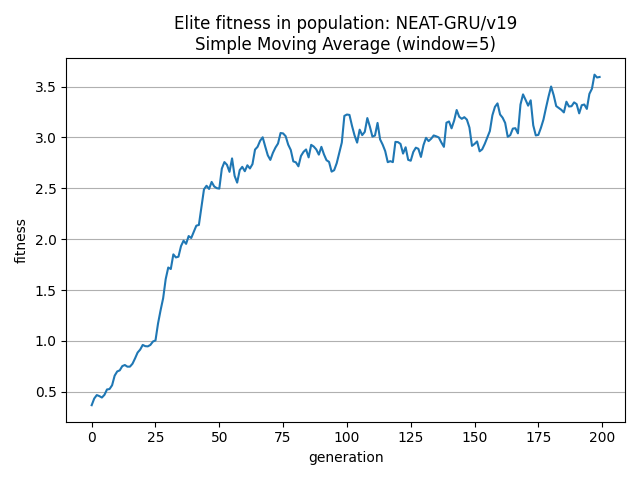 Elite fitness in population: NEAT-GRU/v19
Simple Moving Average (window=5)
3.5
3.0
2.5
2.0
1.5
1.0
0.5
fitness
0 25 50 75 100 125 150 175 200
generation